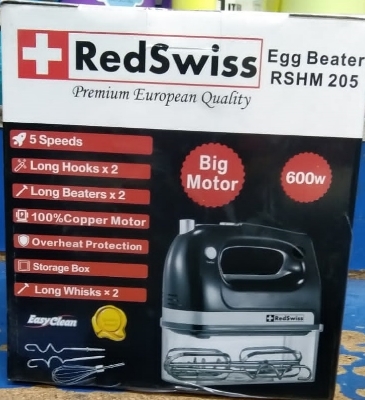 RedSwiss
Premium European Quality
Egg Beater
RSHM 205
5 Speeds
Long Hooks x 2
Long Beaters x 2
100%Copper Motor
Overheat Protection
Storage Box
Long Whisks × 2
Big
Motor
600w
EasyClean
RedSwiss